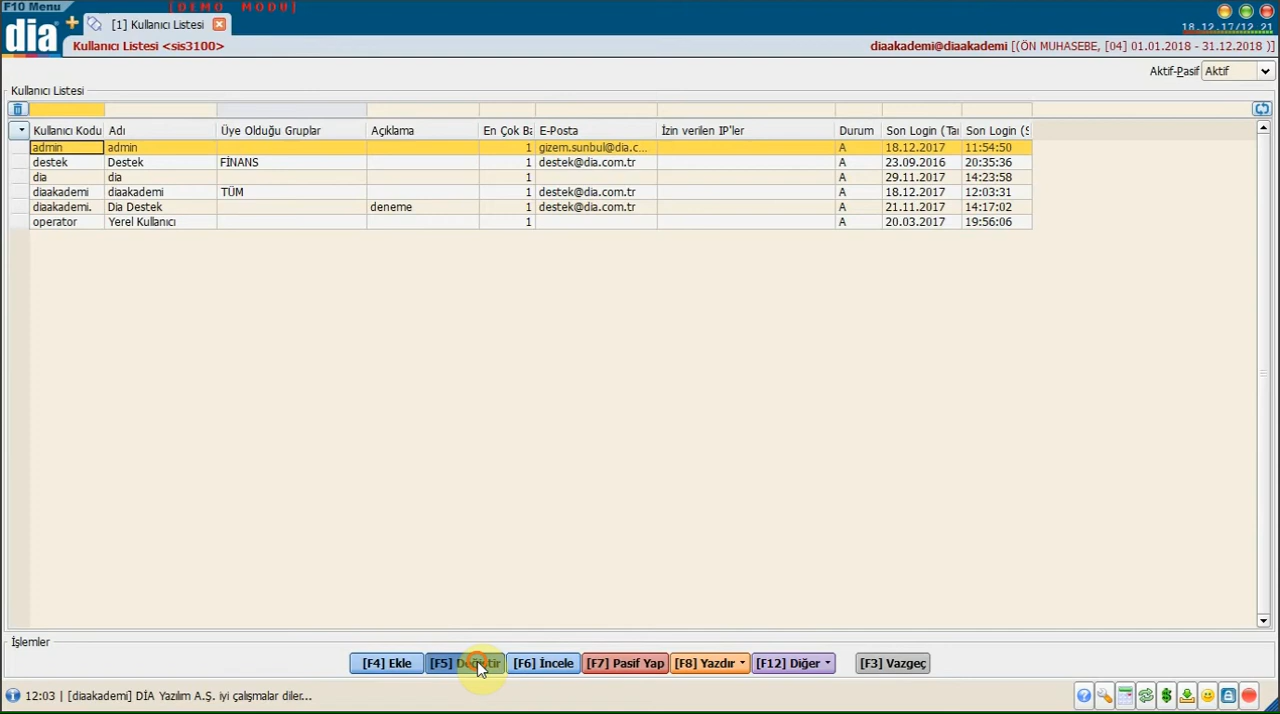 F10 Menu
[DEMO MODU]
dia
[1] Kullanıcı Listesi
18.12.17/12 21
Kullanıcı Listesi <sis3100>
diaakademi@diaakademi [(ÖN MUHASEBE, [04] 01.01.2018 - 31.12.2018 )]
Aktif-Pasif Aktif
Kullanıcı Listesi
Kullanıcı Kodu Adı Üye Olduğu Gruplar Açıklama En Çok Ba E-Posta İzin verilen IP'ler Durum Son Login (Tar Son Login (S
admin admin 1 gizem.sunbul@dia.c... A 18.12.2017 11:54:50
destek Destek FİNANS 1 destek@dia.com.tr A 23.09.2016 20:35:36
dia dia 1 A 29.11.2017 14:23:58
diaakademi diaakademi TÜM 1 destek@dia.com.tr A 18.12.2017 12:03:31
diaakademi. Dia Destek deneme 1 destek@dia.com.tr A 21.11.2017 14:17:02
operator Yerel Kullanıcı 1 A 20.03.2017 19:56:06
İşlemler
[F4] Ekle [F5] Değiştir [F6] İncele [F7] Pasif Yap [F8] Yazdır [F12] Diğer [F3] Vazgeç
12:03 | [diaakademi] DİA Yazılım A.Ş. iyi çalışmalar diler...